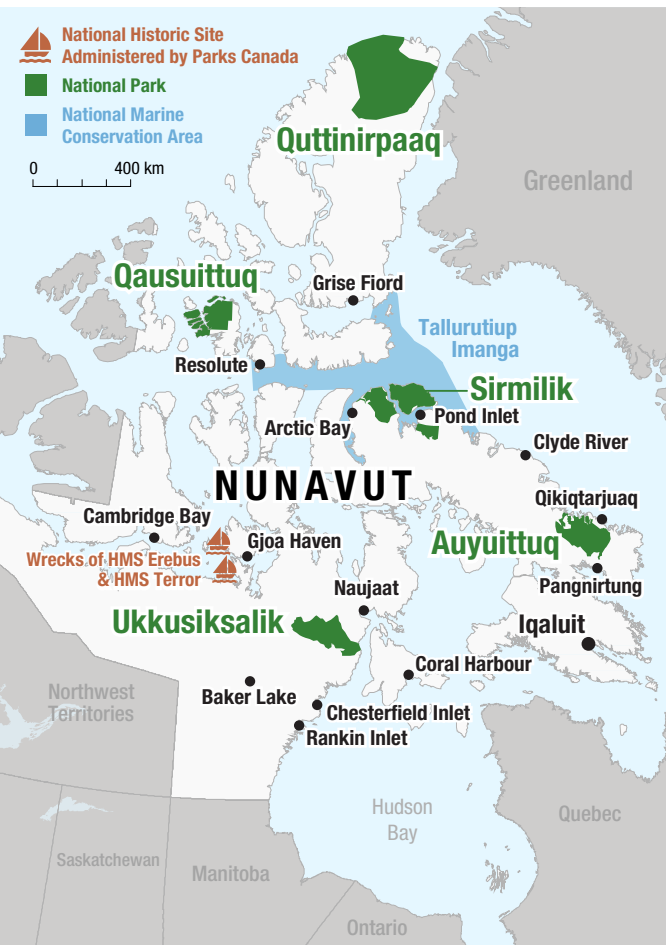 National Historic Site
Administered by Parks Canada
National Park
National Marine
Conservation Area
0 400 km
Quttinirpaaq
Greenland
Qausuittuq
Grise Fiord
Tallurutiup
Imanga
Resolute
Sirmilik
Arctic Bay
Pond Inlet
Clyde River
NUNAVUT
Qikiqtarjuaq
Cambridge Bay
Gjoa Haven
Auyuittuq
Wrecks of HMS Erebus
& HMS Terror
Pangnirtung
Naujaat
Ukkusiksalik
Iqaluit
Coral Harbour
Northwest
Territories
Baker Lake
Chesterfield Inlet
Rankin Inlet
Hudson
Bay
Quebec
Saskatchewan
Manitoba
Ontario